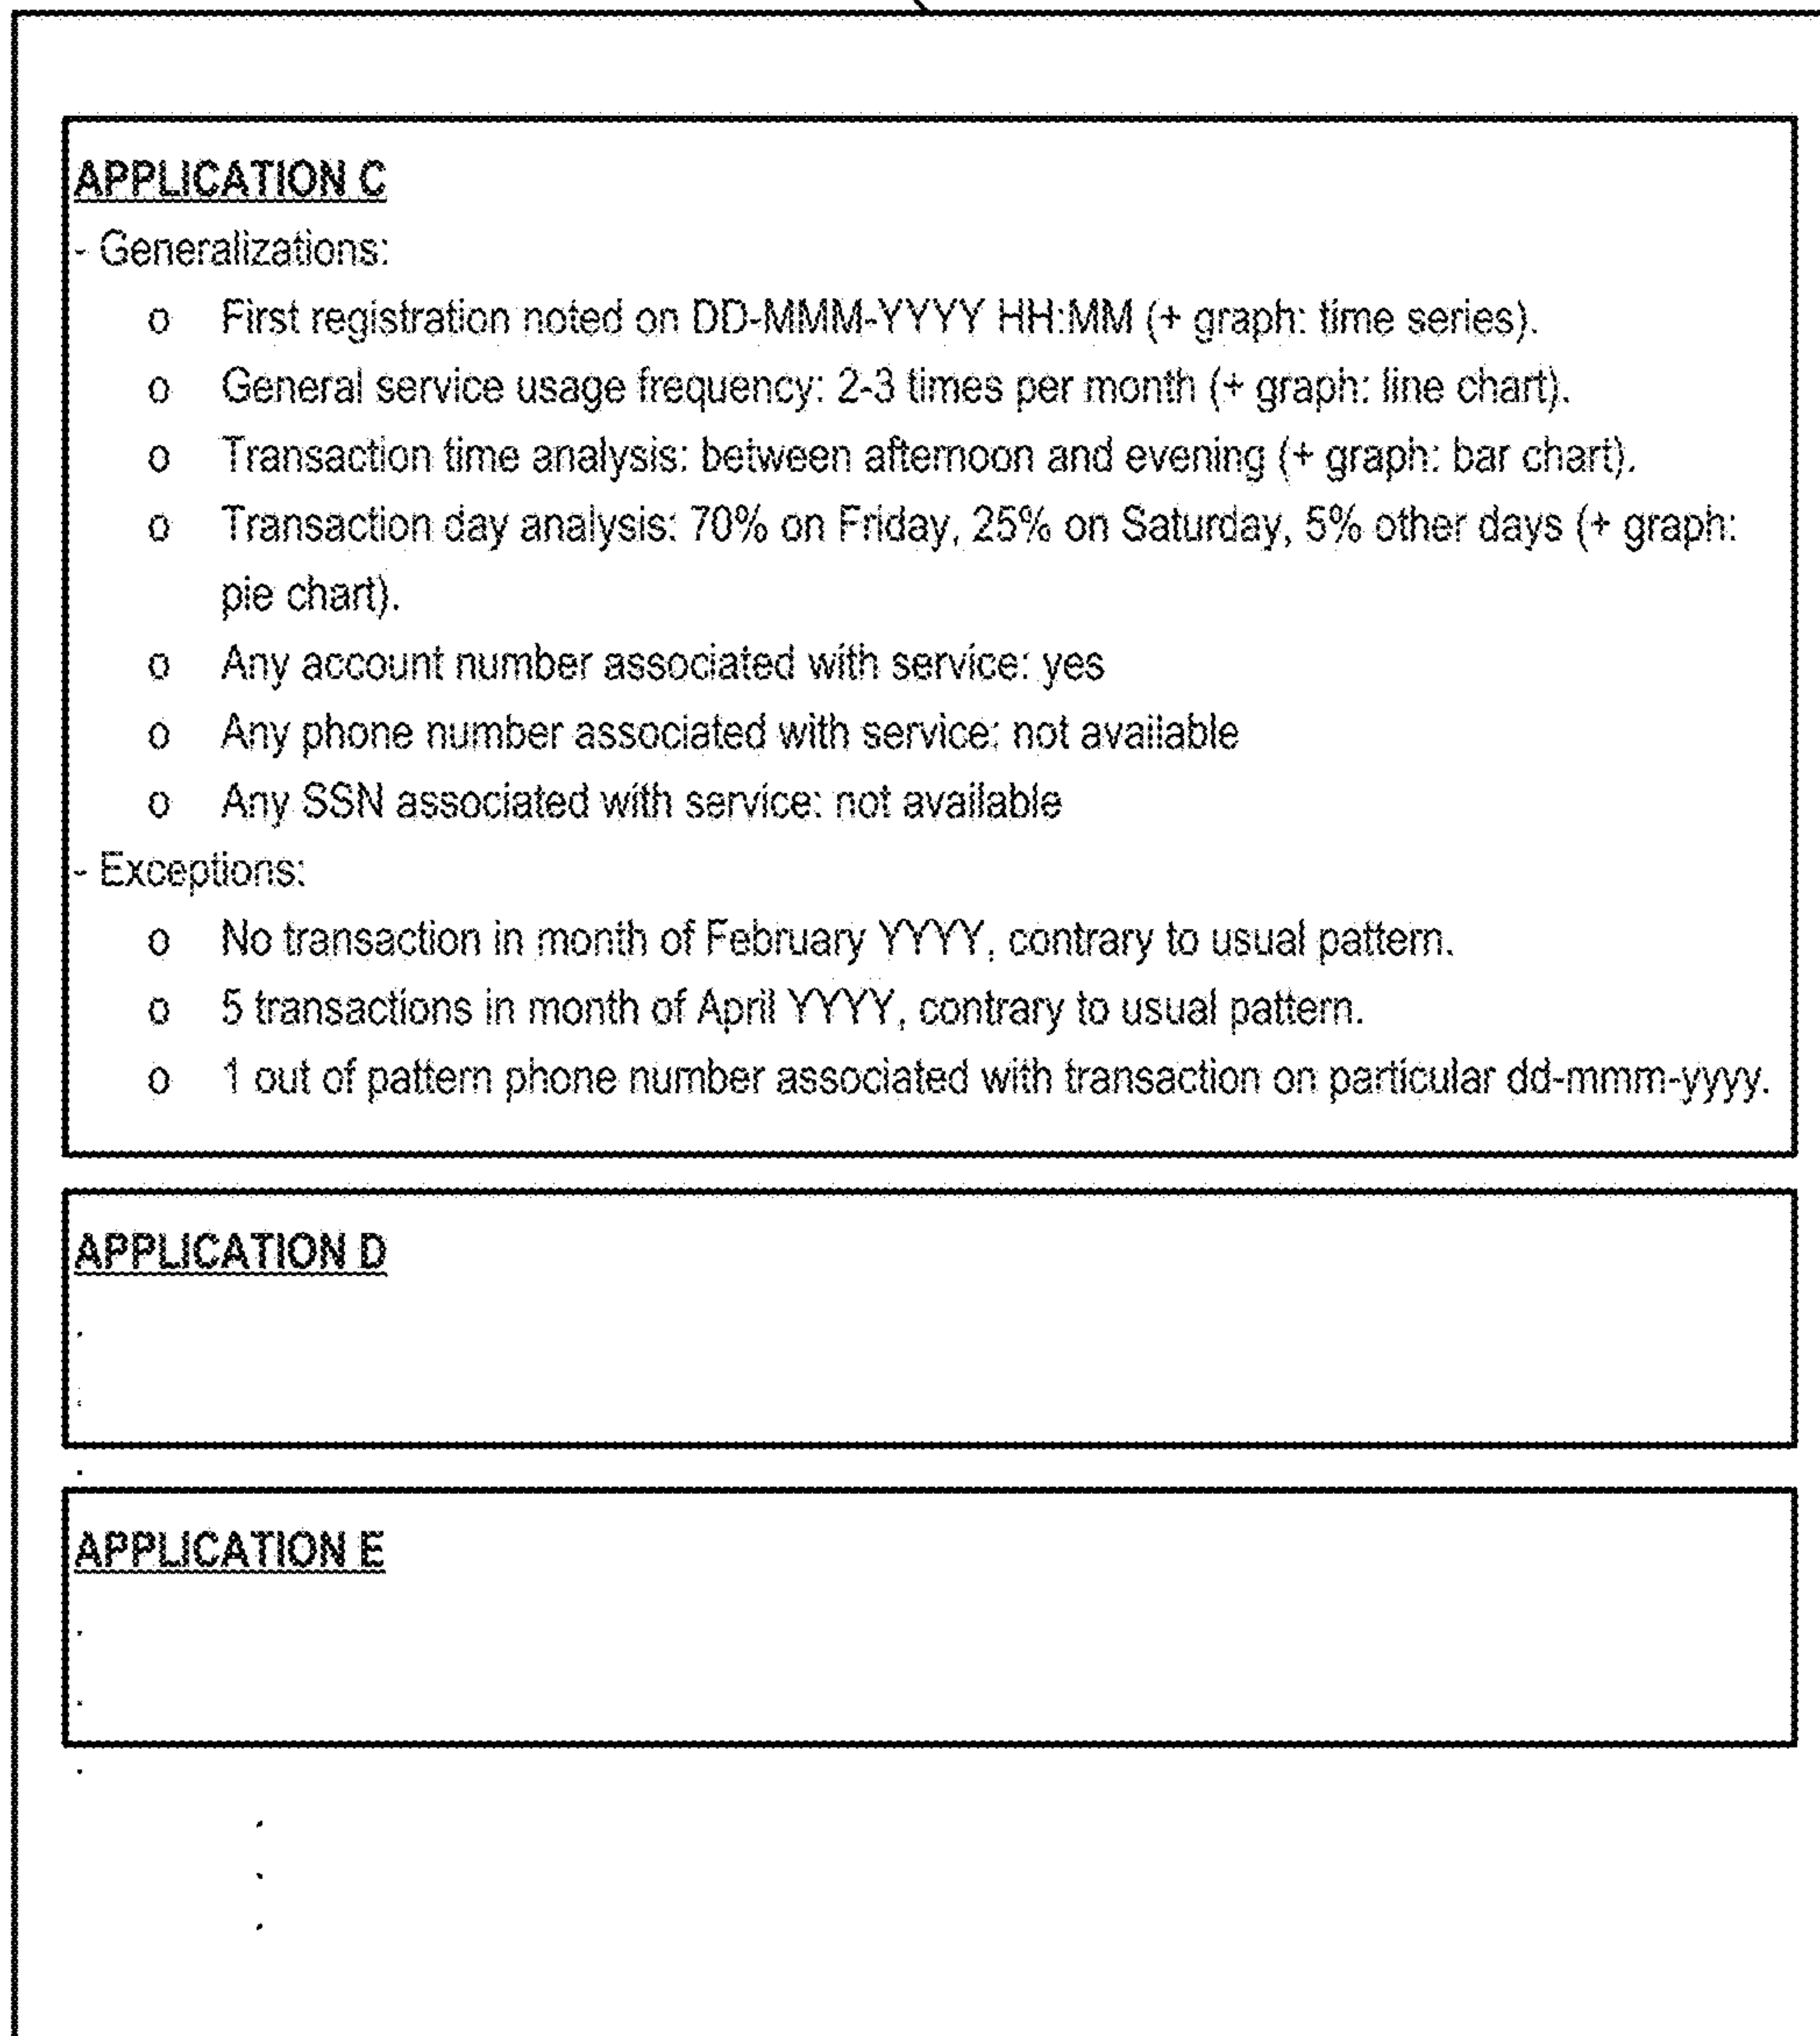 APPLICATION C
- Generalizations:
o First registration noted on DD-MMM-YYYY HH:MM (+ graph: time series).
o General service usage frequency: 2-3 times per month (+ graph: line chart).
o Transaction time analysis: between afternoon and evening (+ graph: bar chart).
o Transaction day analysis: 70% on Friday, 25% on Saturday, 5% other days (+ graph:
pie chart).
o Any account number associated with service: yes
o Any phone number associated with service: not available
o Any SSN associated with service: not available
- Exceptions:
o No transaction in month of February YYYY, contrary to usual pattern.
o 5 transactions in month of April YYYY, contrary to usual pattern.
o 1 out of pattern phone number associated with transaction on particular dd-mmm-yyyy.
APPLICATION D
.
.
.
APPLICATION E
.
.
.
.
.
.